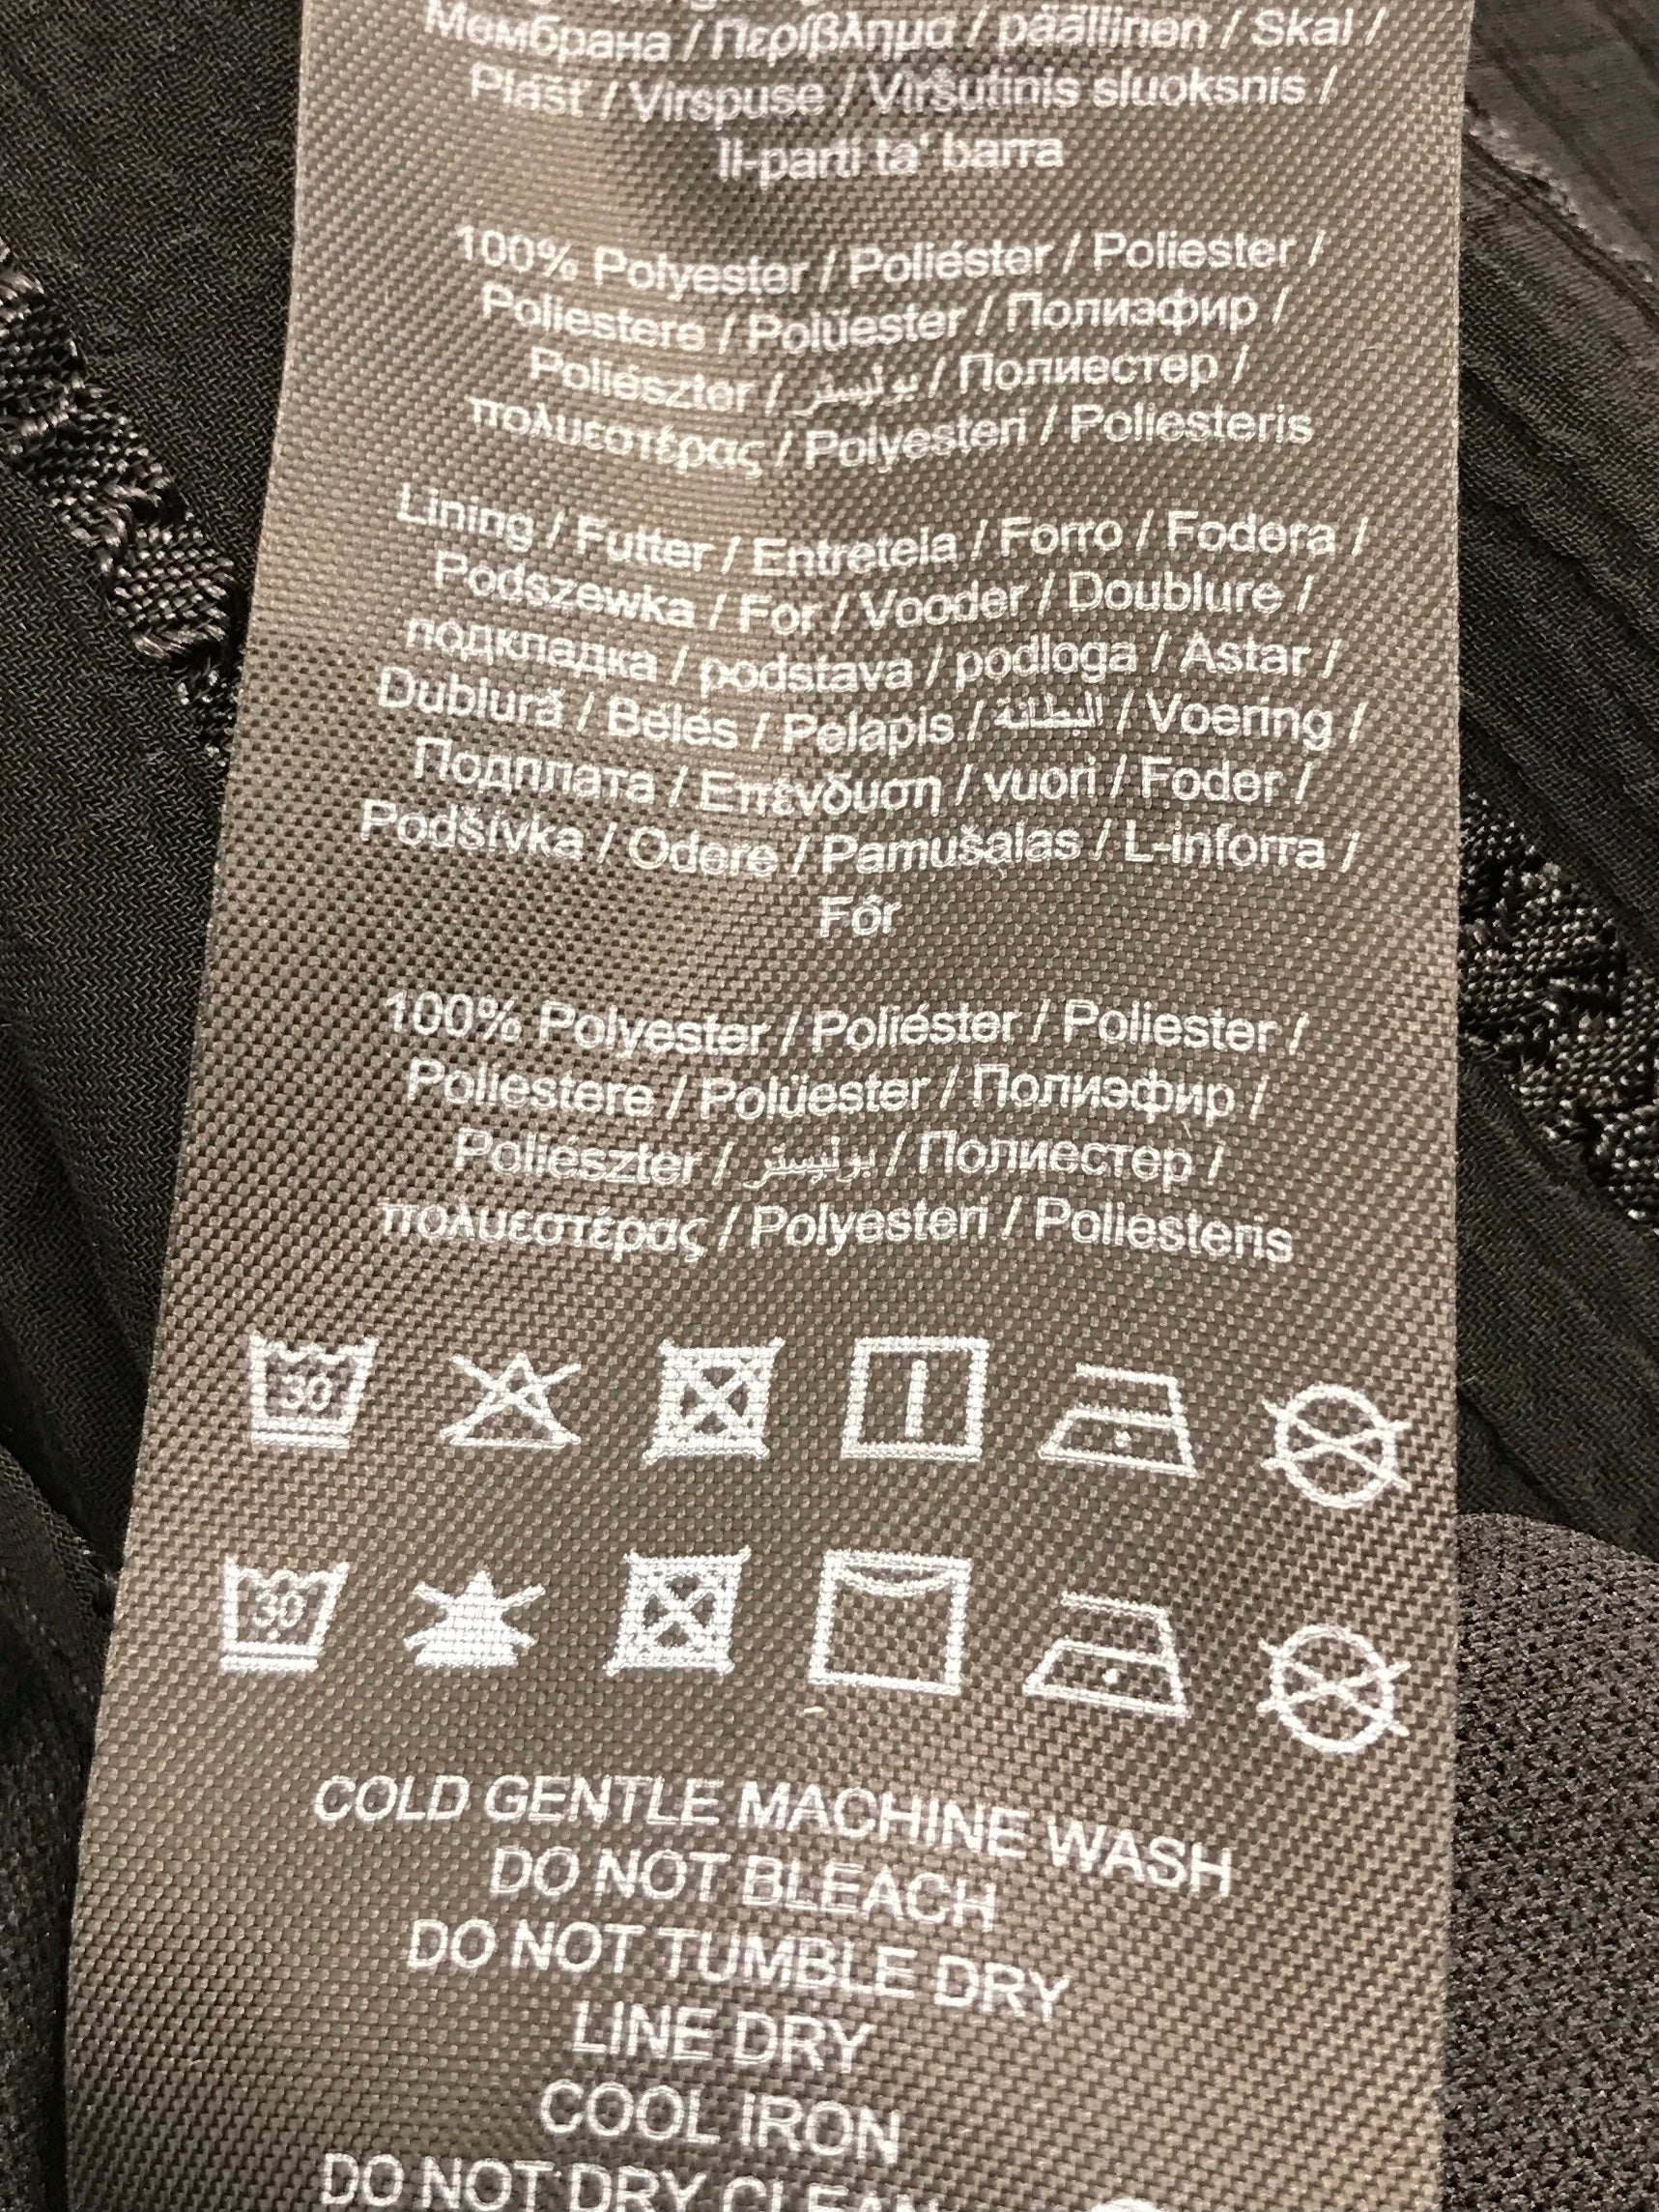 Мембрана / Περίβλημα / päällinen / Skal /
Plášť / Virspuse / Viršutinis sluoksnis /
Il-parti ta' barra
100% Polyester / Poliéster / Poliester /
Poliestere / Polüester / Полиэфир /
Poliészter / بوليستر / Полиестер /
πολυεστέρας / Polyesteri / Poliesteris
Lining / Futter / Entretela / Forro / Fodera /
Podszewka / For / Vooder / Doublure /
подкладка / podstava / podloga / Astar /
Dublură / Bélés / Pelapis / البطانة / Voering /
Подплата / Επένδυση / vuori / Foder /
Podšívka / Odere / Pamušalas / L-inforra /
Fór
100% Polyester / Poliéster / Poliester /
Poliestere / Polüester / Полиэфир /
Poliészter / بوليستر / Полиестер /
πολυεστέρας / Polyesteri / Poliesteris
30
30
COLD GENTLE MACHINE WASH
DO NOT BLEACH
DO NOT TUMBLE DRY
LINE DRY
COOL IRON
DO NOT DRY CLEAN